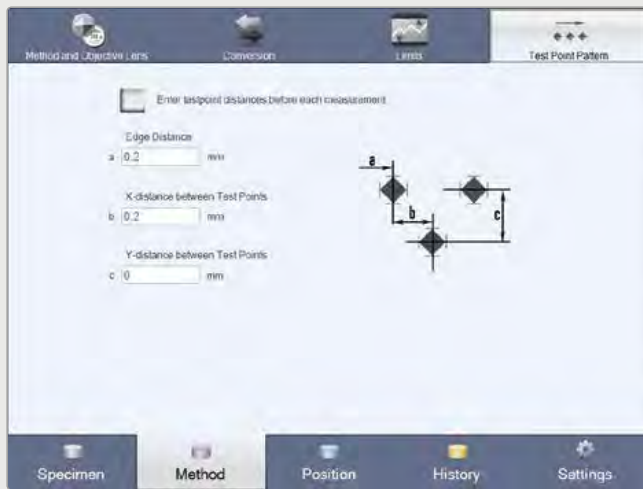 Method and Objective Lens
Conversion
Limits
Test Point Pattern
Enter testpoint distances before each measurement
Edge Distance
a 0.2 mm
X-distance between Test Points
b 0.2 mm
Y-distance between Test Points
c 0 mm
a
b
c
Specimen
Method
Position
History
Settings